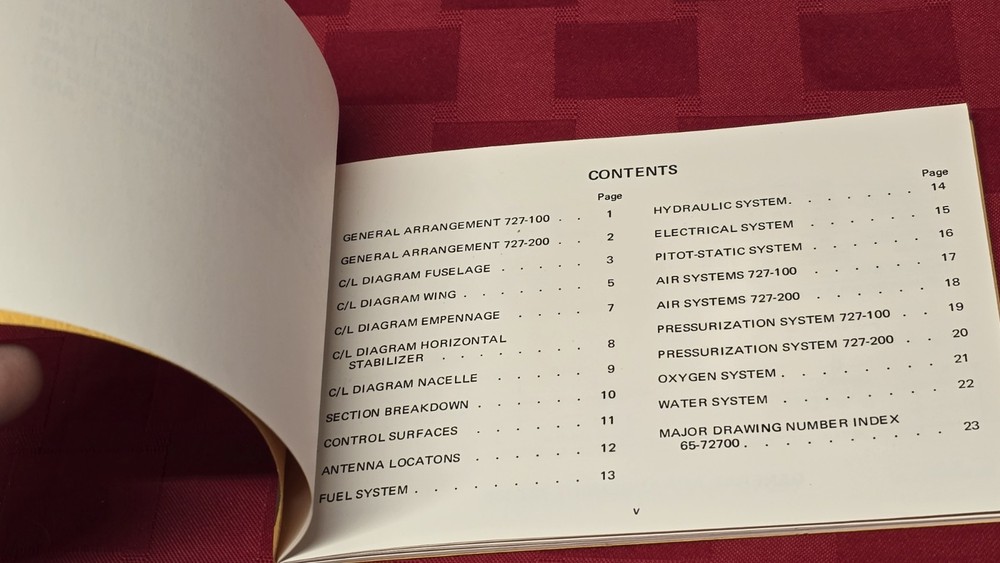 CONTENTS
Page
GENERAL ARRANGEMENT 727-100 . . 1
GENERAL ARRANGEMENT 727-200 . . 2
C/L DIAGRAM FUSELAGE . . . . . 3
C/L DIAGRAM WING . . . . . . . 5
C/L DIAGRAM EMPENNAGE . . . . 7
C/L DIAGRAM HORIZONTAL
STABILIZER . . . . . . . . 8
C/L DIAGRAM NACELLE . . . . . 9
SECTION BREAKDOWN . . . . . . 10
CONTROL SURFACES . . . . . . 11
ANTENNA LOCATONS . . . . . . 12
FUEL SYSTEM . . . . . . . . . 13
Page
HYDRAULIC SYSTEM. . . . . . . 14
ELECTRICAL SYSTEM . . . . . . 15
PITOT-STATIC SYSTEM . . . . . . 16
AIR SYSTEMS 727-100 . . . . . . 17
AIR SYSTEMS 727-200 . . . . . . 18
PRESSURIZATION SYSTEM 727-100 . . 19
PRESSURIZATION SYSTEM 727-200 . . 20
OXYGEN SYSTEM . . . . . . . . 21
WATER SYSTEM . . . . . . . . 22
MAJOR DRAWING NUMBER INDEX
65-72700 . . . . . . . . . . 23
v